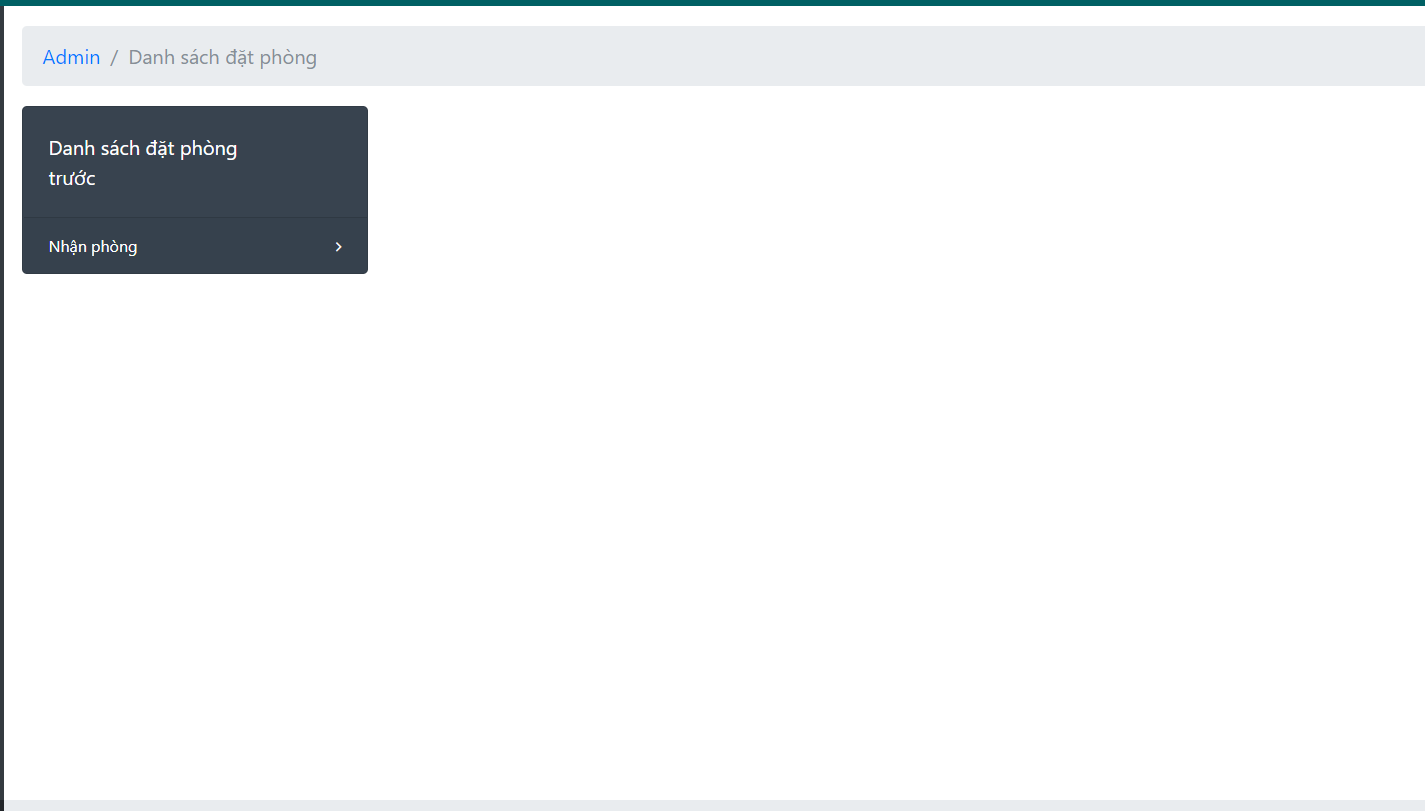 Admin / Danh sách đặt phòng
Danh sách đặt phòng
trước
Nhận phòng